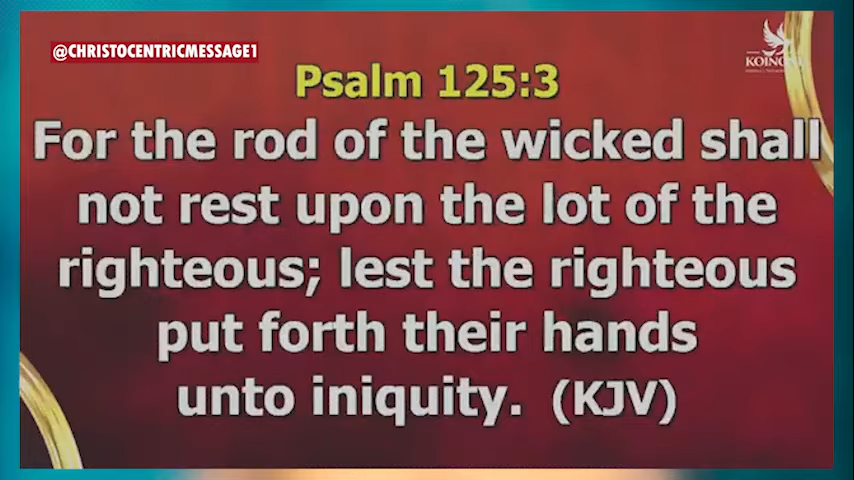 @CHRISTOCENTRICMESSAGE1
KOINONIA
Psalm 125:3
For the rod of the wicked shall
not rest upon the lot of the
righteous; lest the righteous
put forth their hands
unto iniquity. (KJV)